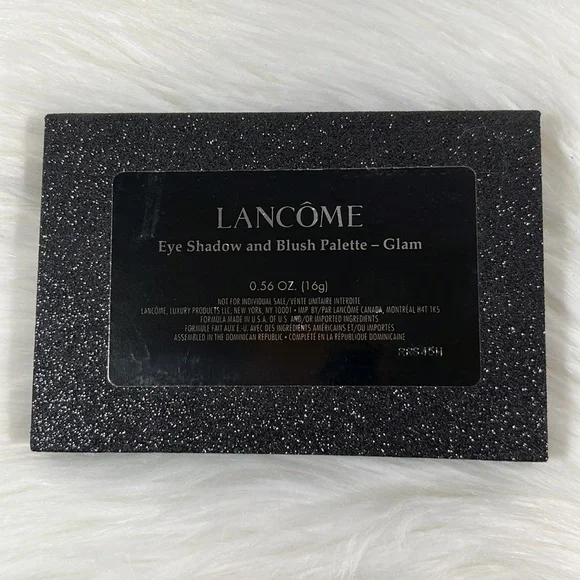 LANCÔME
Eye Shadow and Blush Palette – Glam
0.56 OZ. (16g)
NOT FOR INDIVIDUAL SALE/VENTE UNITAIRE INTERDITE
LANCÔME, LUXURY PRODUCTS LLC, NEW YORK, NY 10001 • IMP. BY/PAR LANCÔME CANADA, MONTRÉAL H4T 1K5
FORMULA MADE IN U.S.A. OF U.S. AND/OR IMPORTED INGREDIENTS
FORMULE FAIT AUX É.-U. AVEC DES INGRÉDIENTS AMÉRICAINS ET/OU IMPORTÉS
ASSEMBLED IN THE DOMINICAN REPUBLIC • COMPLÉTÉ EN LA RÉPUBLIQUE DOMINICAINE